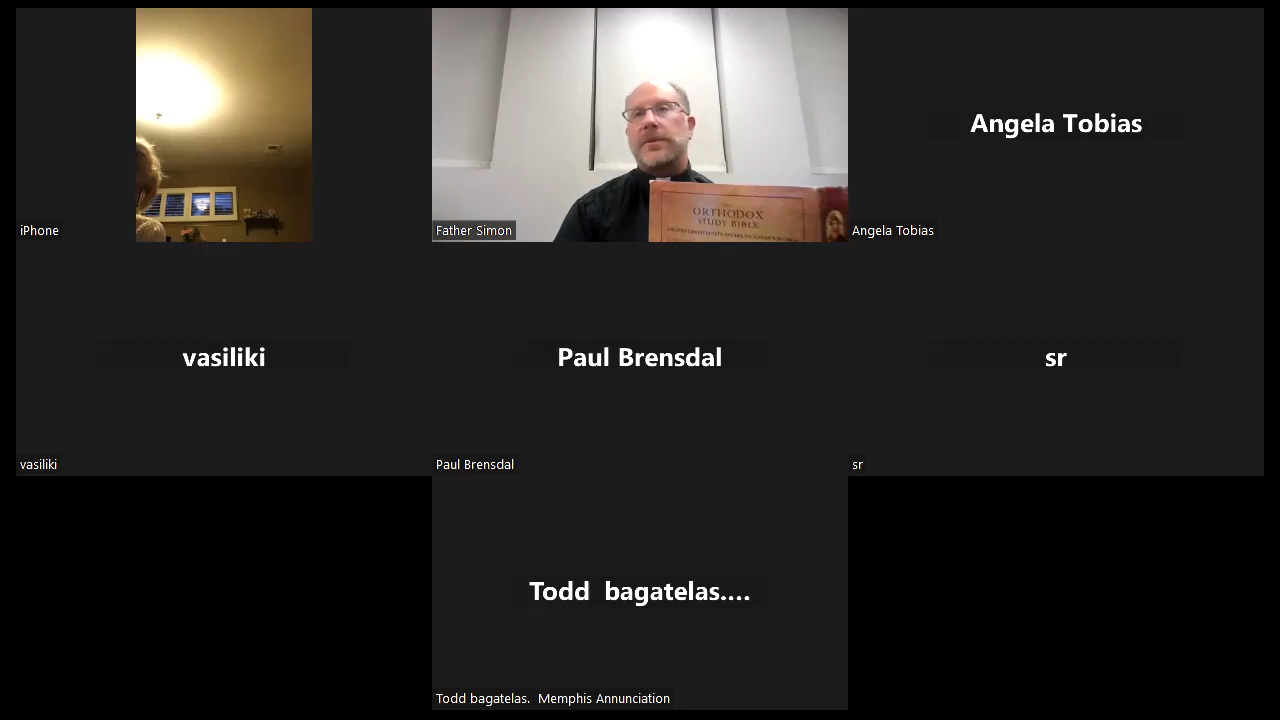 Angela Tobias
THE
ORTHODOX
STUDY BIBLE
iPhone
Father Simon
Angela Tobias
vasiliki
Paul Brensdal
sr
vasiliki
Paul Brensdal
sr
Todd bagatelas....
Todd bagatelas. Memphis Annunciation